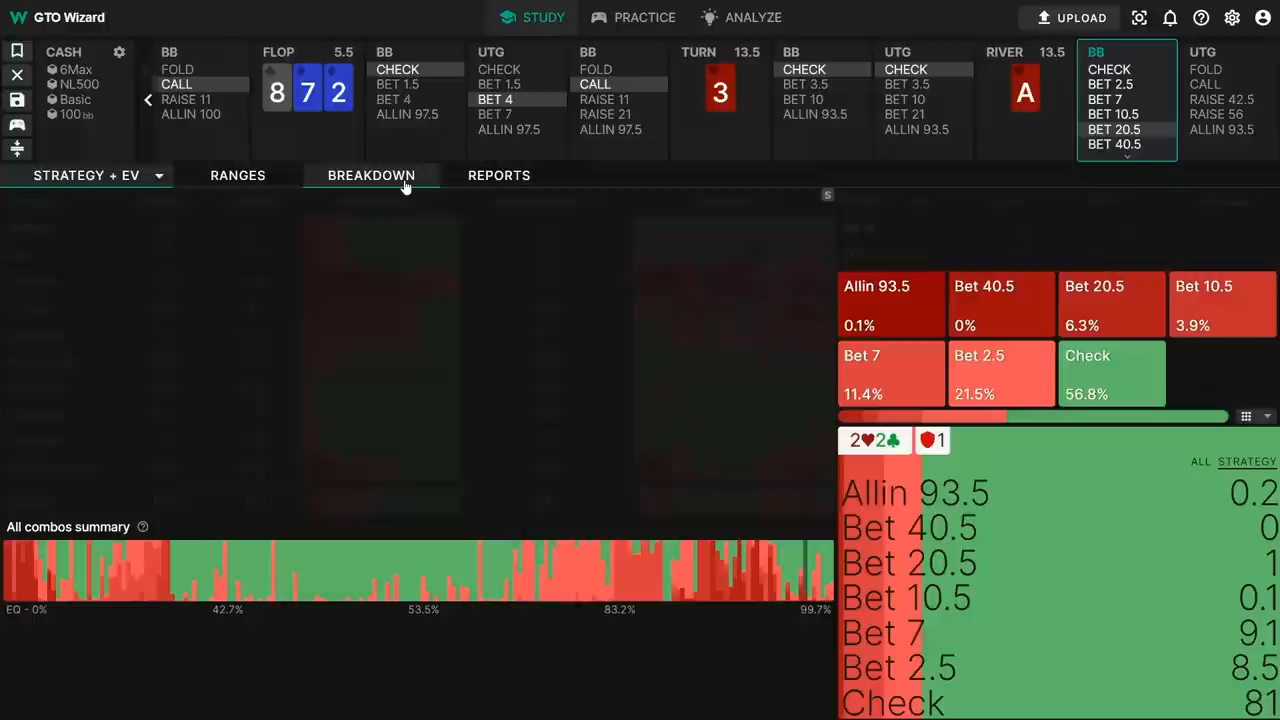 W GTO Wizard STUDY PRACTICE ANALYZE UPLOAD
CASH
6Max
NL500
Basic
100bb
BB
FOLD
CALL
RAISE 11
ALLIN 100
FLOP 5.5
8 7 2
BB
CHECK
BET 1.5
BET 4
ALLIN 97.5
UTG
CHECK
BET 1.5
BET 4
BET 7
ALLIN 97.5
BB
FOLD
CALL
RAISE 11
RAISE 21
ALLIN 97.5
TURN 13.5
3
BB
CHECK
BET 3.5
BET 10
ALLIN 93.5
UTG
CHECK
BET 3.5
BET 10
BET 21
ALLIN 93.5
RIVER 13.5
A
BB
CHECK
BET 2.5
BET 7
BET 10.5
BET 20.5
BET 40.5
UTG
FOLD
CALL
RAISE 42.5
RAISE 56
ALLIN 93.5
STRATEGY + EV RANGES BREAKDOWN REPORTS
S
Allin 93.5 Bet 40.5 Bet 20.5 Bet 10.5
0.1% 0% 6.3% 3.9%
Bet 7 Bet 2.5 Check
11.4% 21.5% 56.8%
2♥2♣ 1
ALL STRATEGY
Allin 93.5 0.2
Bet 40.5 0
Bet 20.5 1
Bet 10.5 0.1
Bet 7 9.1
Bet 2.5 8.5
Check 81
All combos summary ?
EQ - 0% 42.7% 53.5% 83.2% 99.7%